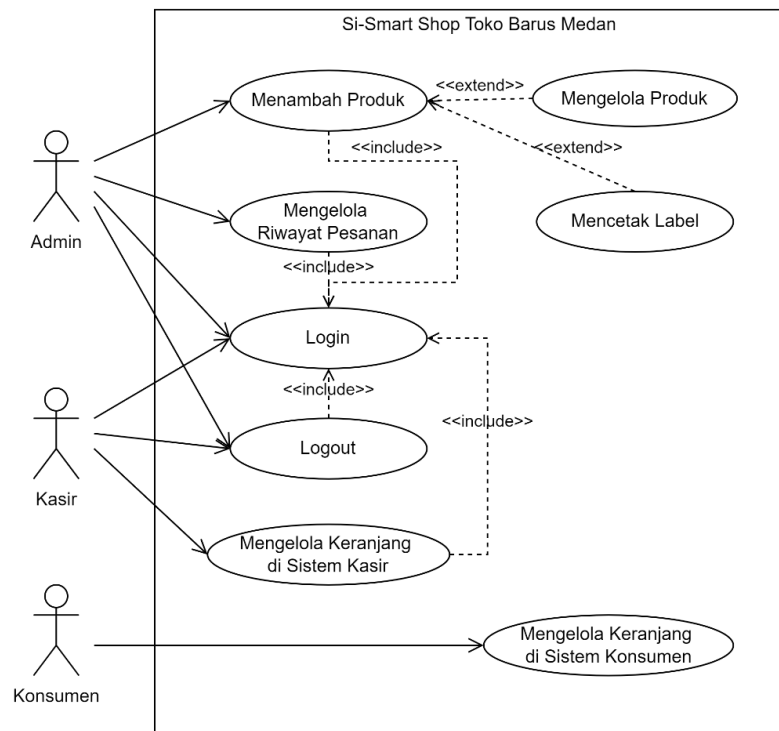 Si-Smart Shop Toko Barus Medan
Menambah Produk
<<extend>>
Mengelola Produk
<<include>>
<<extend>>
Admin
Mengelola
Riwayat Pesanan
Mencetak Label
<<include>>
Login
<<include>>
<<include>>
Logout
Kasir
Mengelola Keranjang
di Sistem Kasir
Mengelola Keranjang
di Sistem Konsumen
Konsumen